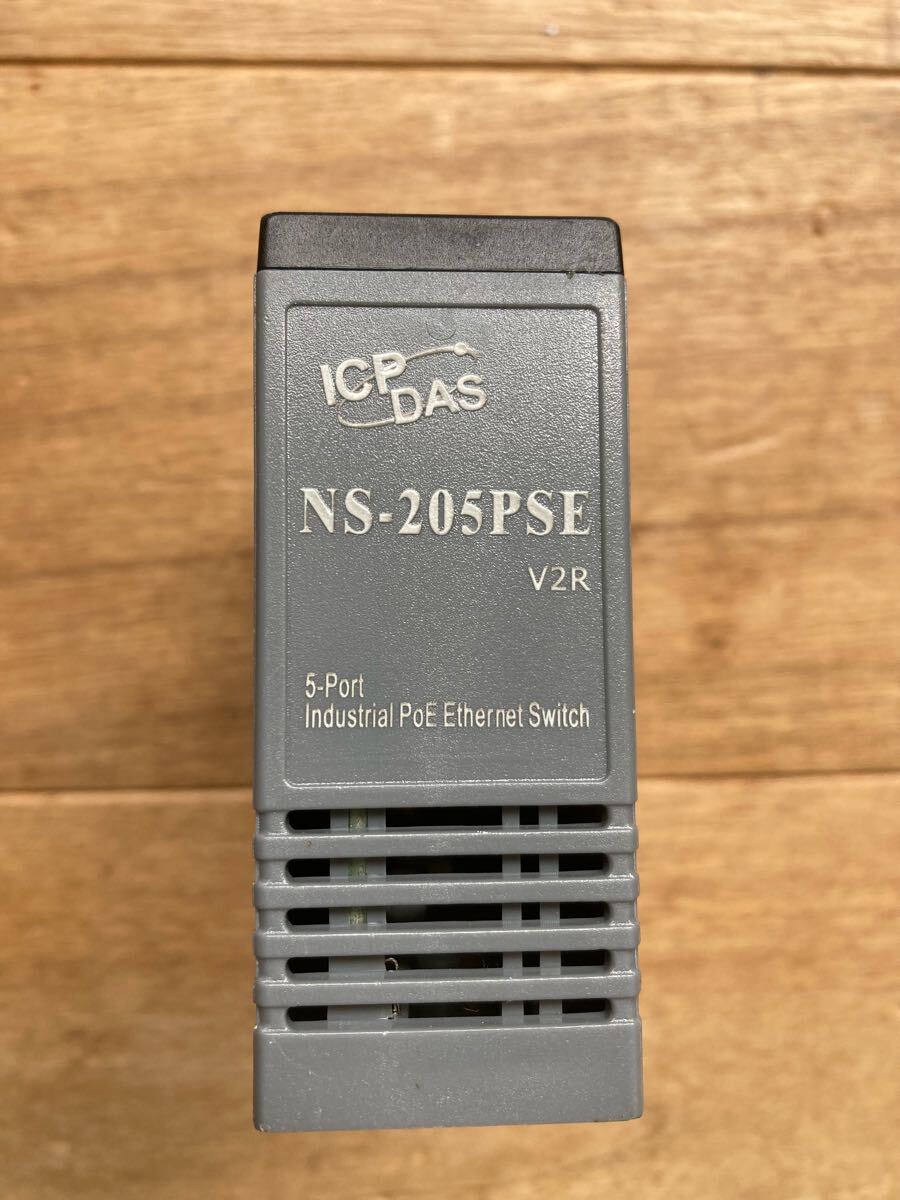 ICP
DAS
NS-205PSE
V2R
5-Port
Industrial PoE Ethernet Switch